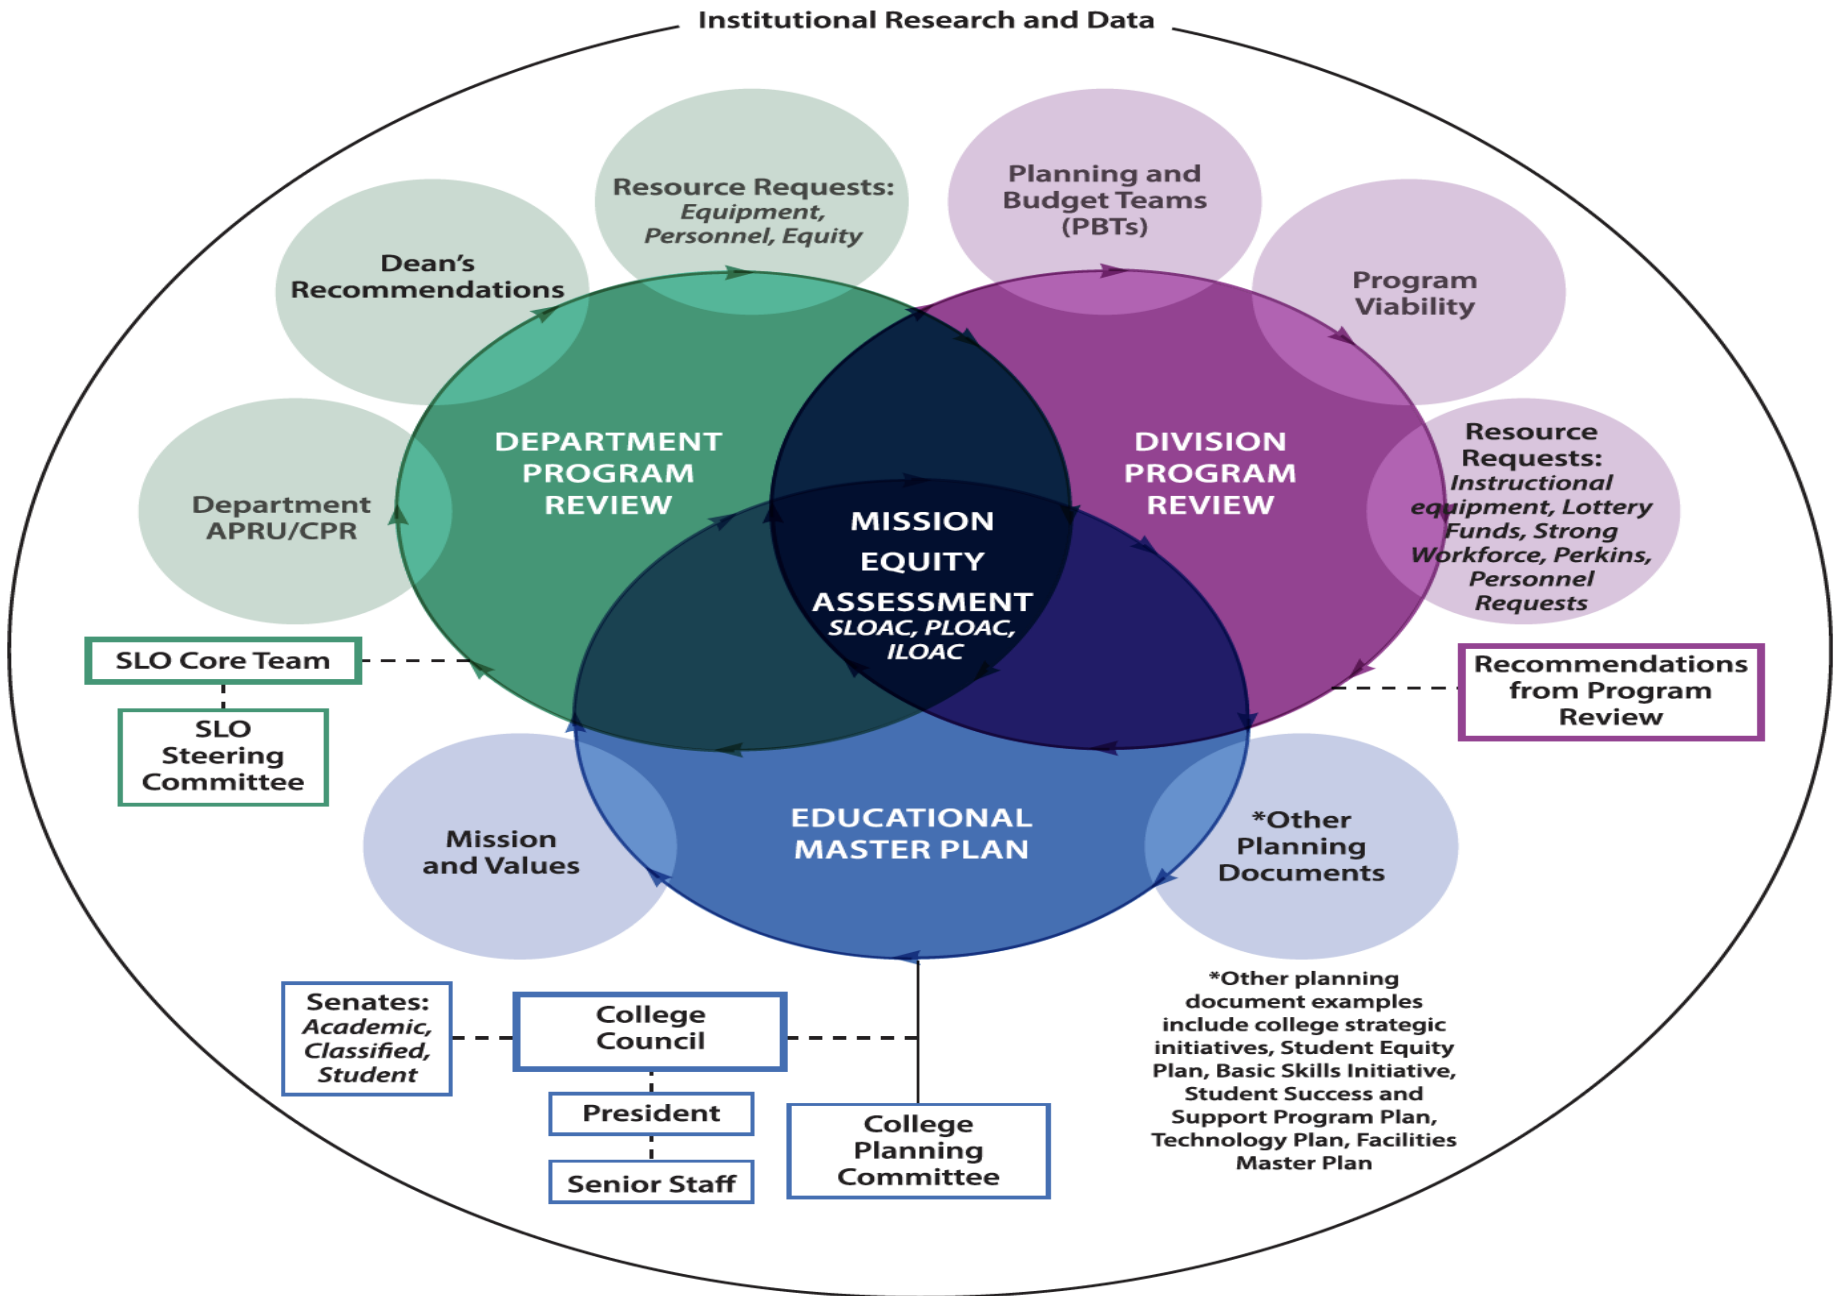 Institutional Research and Data
Resource Requests:
Equipment,
Personnel, Equity
Planning and
Budget Teams
(PBTs)
Dean’s
Recommendations
Program
Viability
Department
APRU/CPR
DEPARTMENT
PROGRAM
REVIEW
DIVISION
PROGRAM
REVIEW
Resource
Requests:
Instructional
equipment, Lottery
Funds, Strong
Workforce, Perkins,
Personnel
Requests
MISSION
EQUITY
ASSESSMENT
SLOAC, PLOAC,
ILOAC
SLO Core Team
SLO
Steering
Committee
Recommendations
from Program
Review
Mission
and Values
EDUCATIONAL
MASTER PLAN
*Other
Planning
Documents
Senates:
Academic,
Classified,
Student
College
Council
President
Senior Staff
College
Planning
Committee
*Other planning
document examples
include college strategic
initiatives, Student Equity
Plan, Basic Skills Initiative,
Student Success and
Support Program Plan,
Technology Plan, Facilities
Master Plan